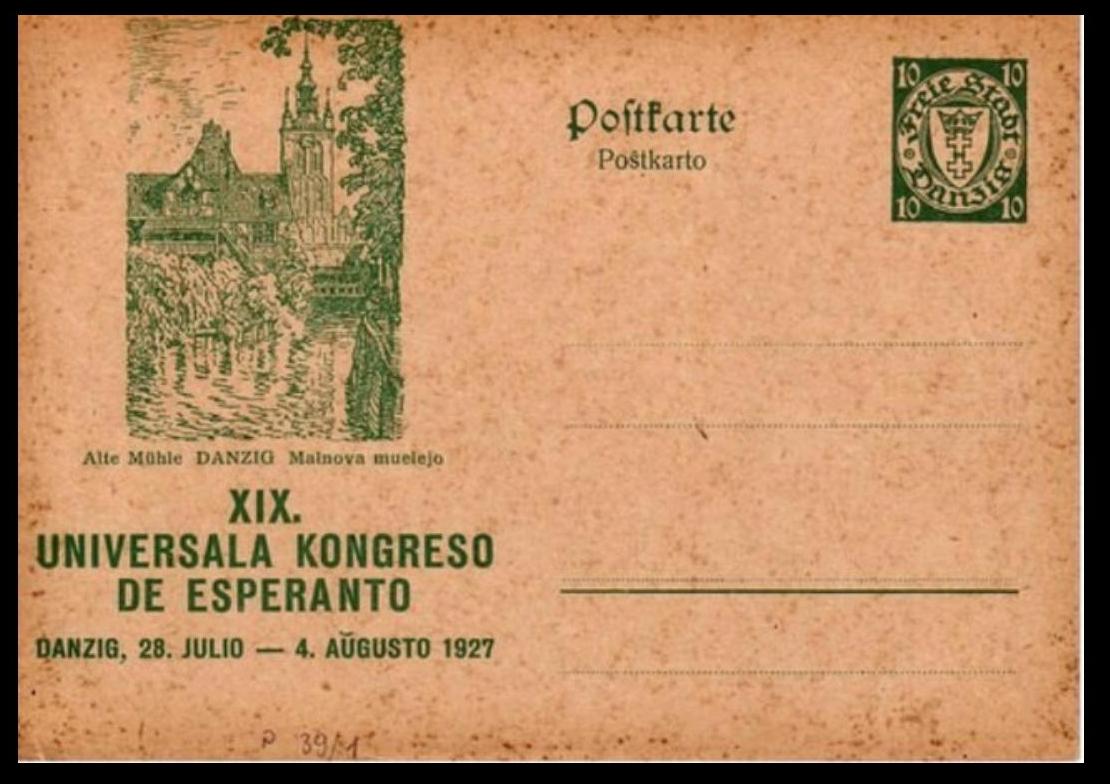 Postkarte
Poŝtkarto
10 10
Freie Stadt
Danzig
10 10
Alte Mühle DANZIG Malnova muelejo
XIX.
UNIVERSALA KONGRESO
DE ESPERANTO
DANZIG, 28. JULIO — 4. AŬGUSTO 1927
P 39/1